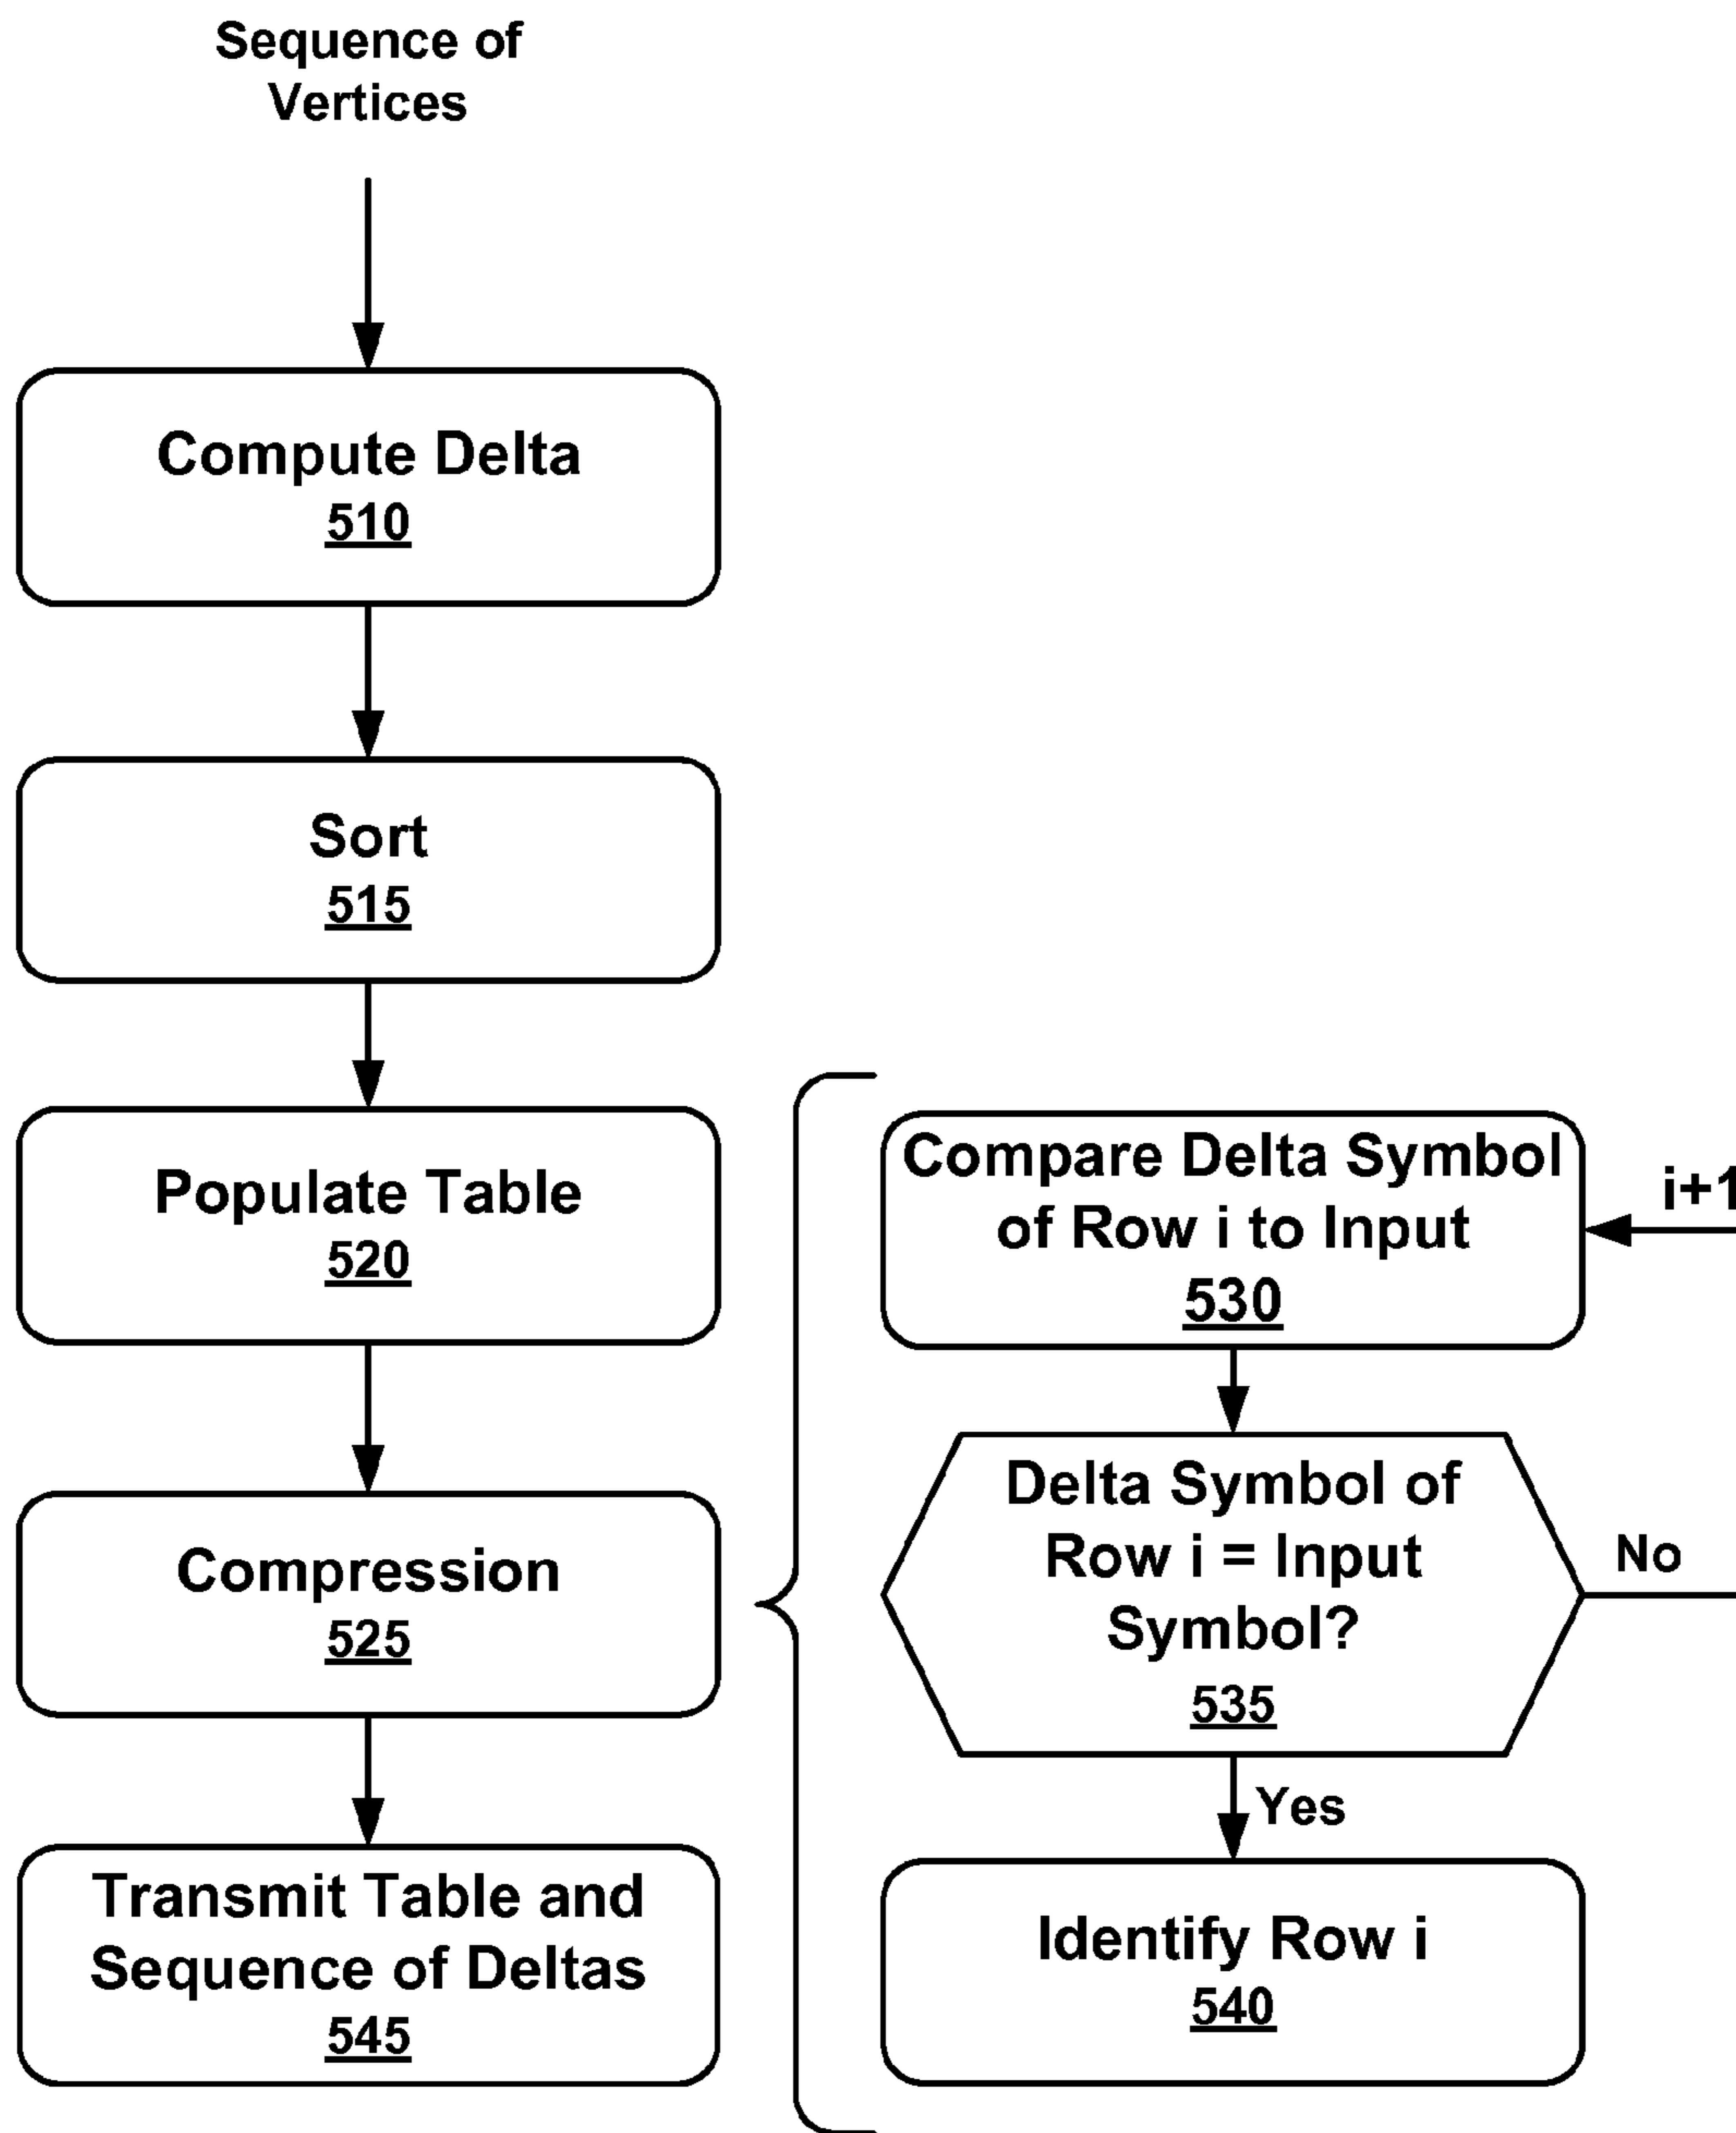 Sequence of
Vertices
Compute Delta
510
Sort
515
Populate Table
520
Compression
525
Transmit Table and
Sequence of Deltas
545
Compare Delta Symbol
of Row i to Input
530
i+1
Delta Symbol of
Row i = Input
Symbol?
535
No
Yes
Identify Row i
540